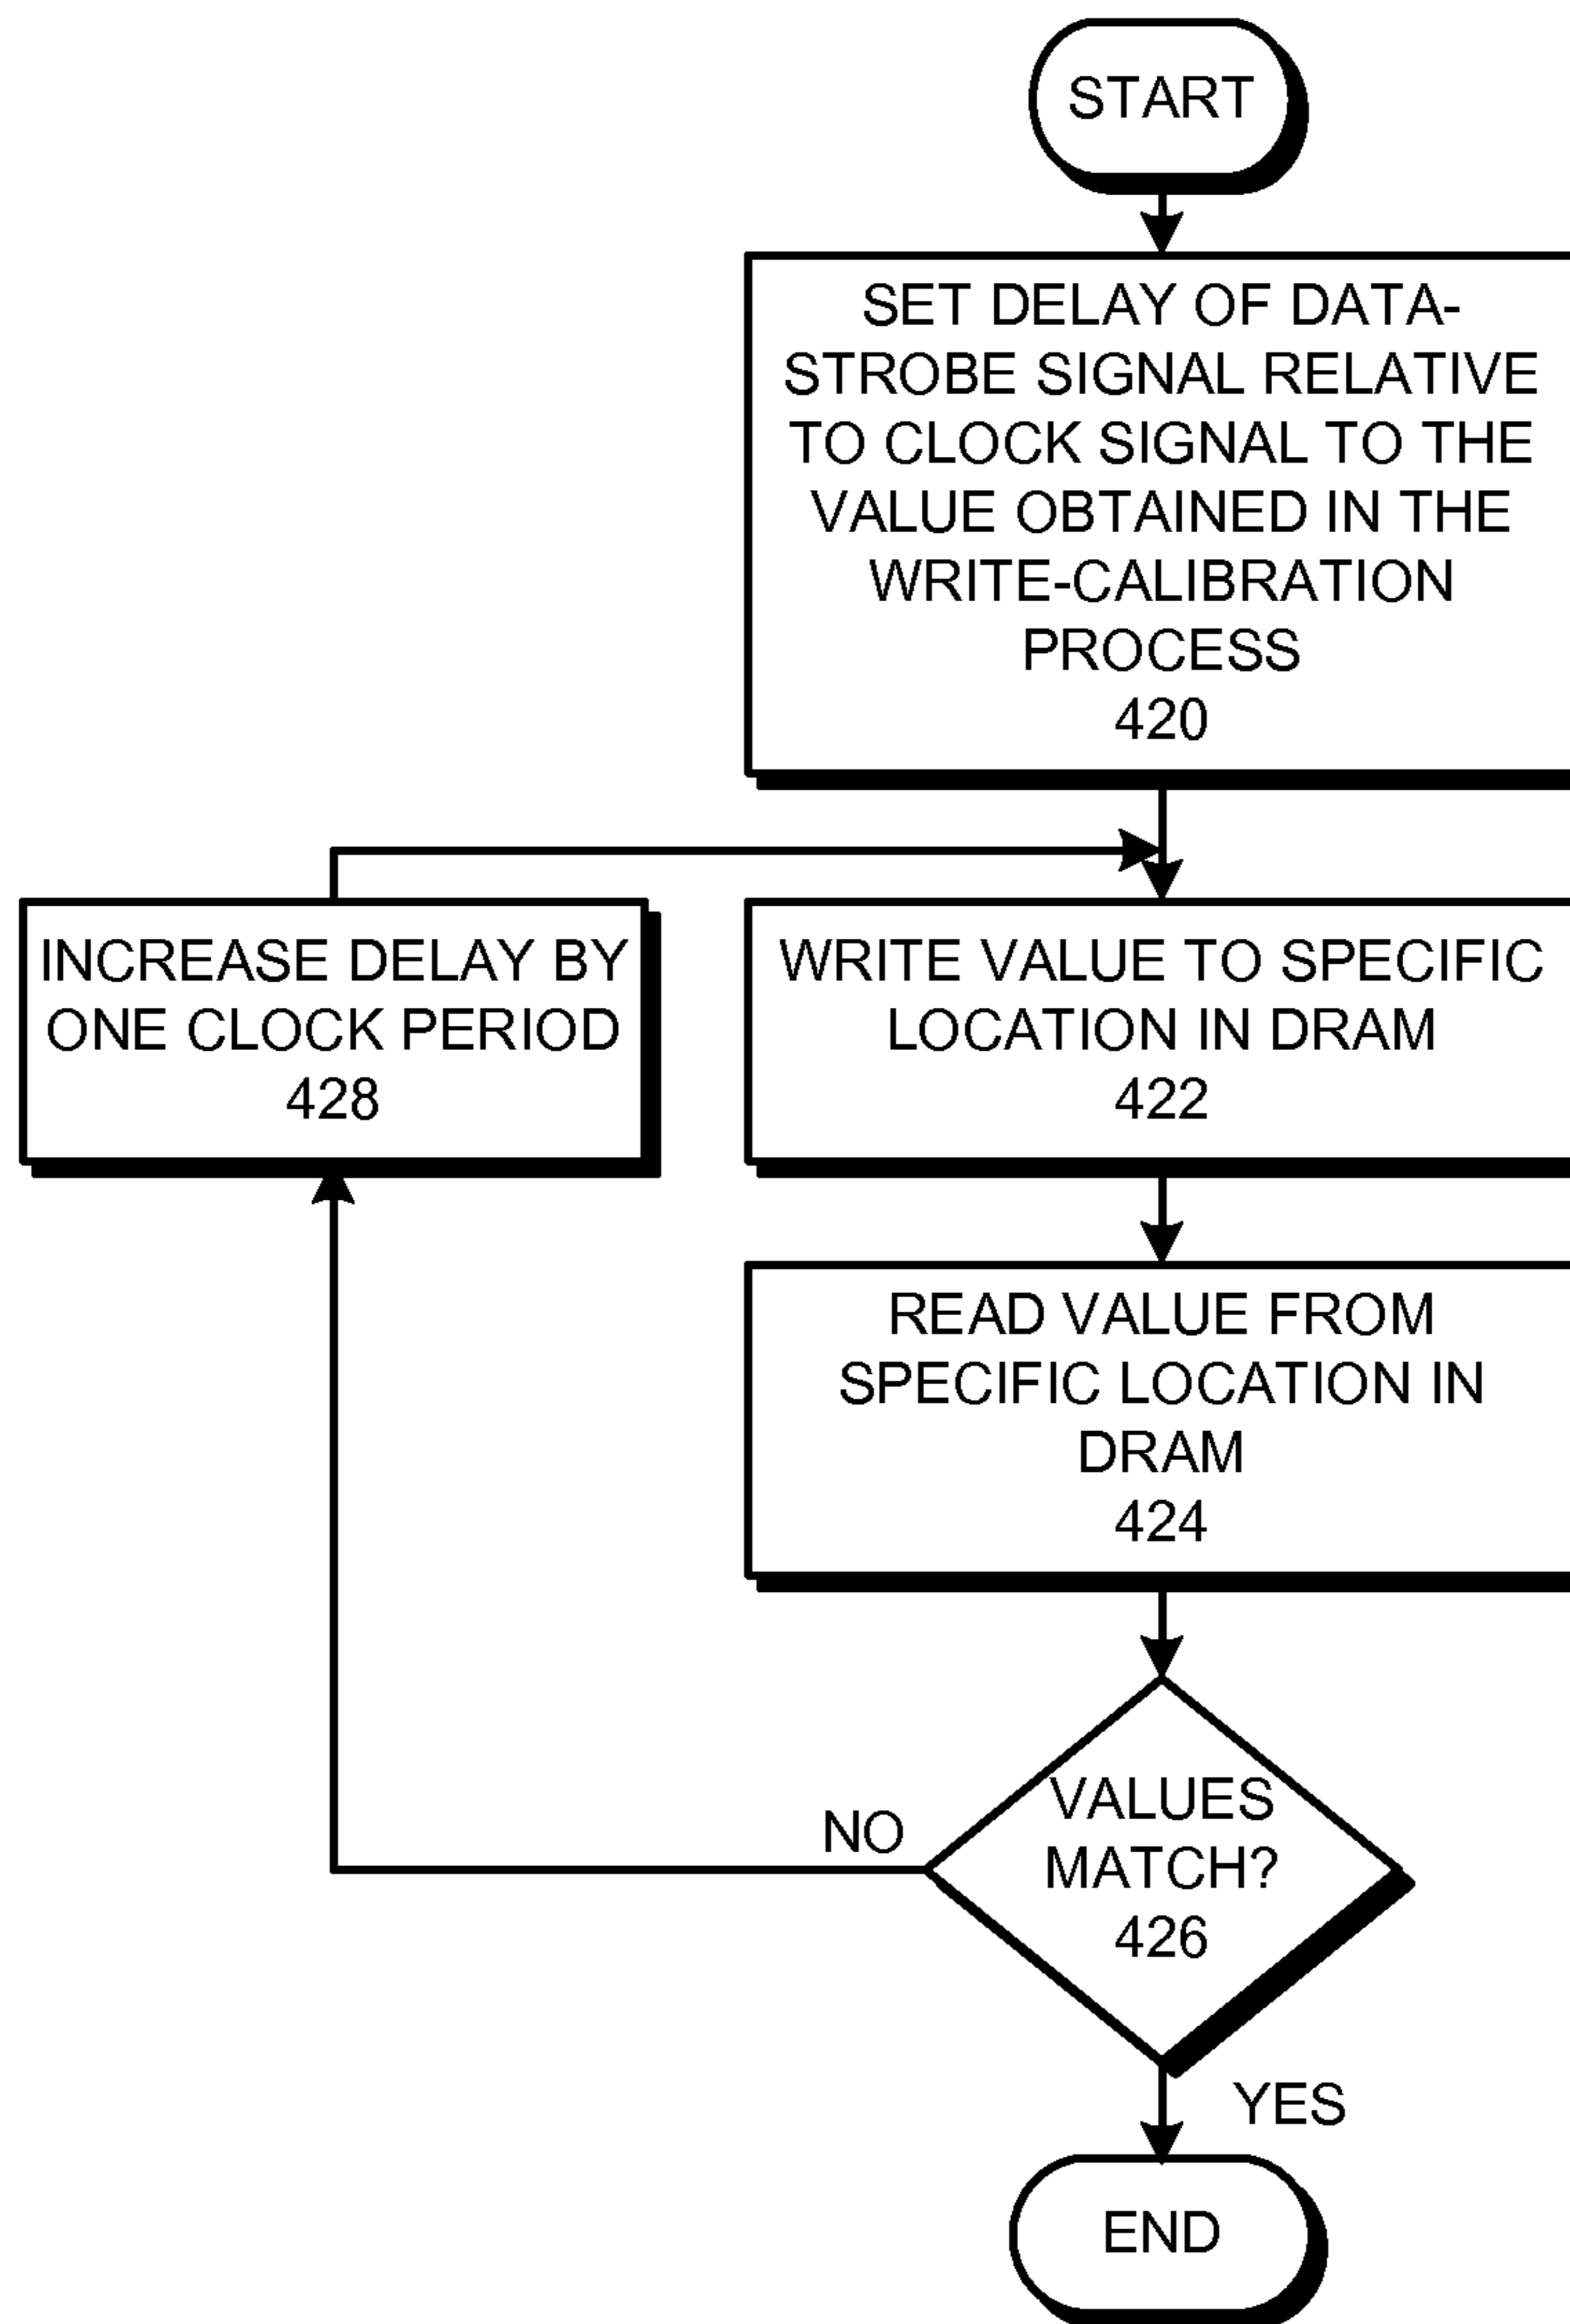 START
SET DELAY OF DATA-
STROBE SIGNAL RELATIVE
TO CLOCK SIGNAL TO THE
VALUE OBTAINED IN THE
WRITE-CALIBRATION
PROCESS
420
INCREASE DELAY BY
ONE CLOCK PERIOD
428
WRITE VALUE TO SPECIFIC
LOCATION IN DRAM
422
READ VALUE FROM
SPECIFIC LOCATION IN
DRAM
424
VALUES
MATCH?
426
NO
YES
END